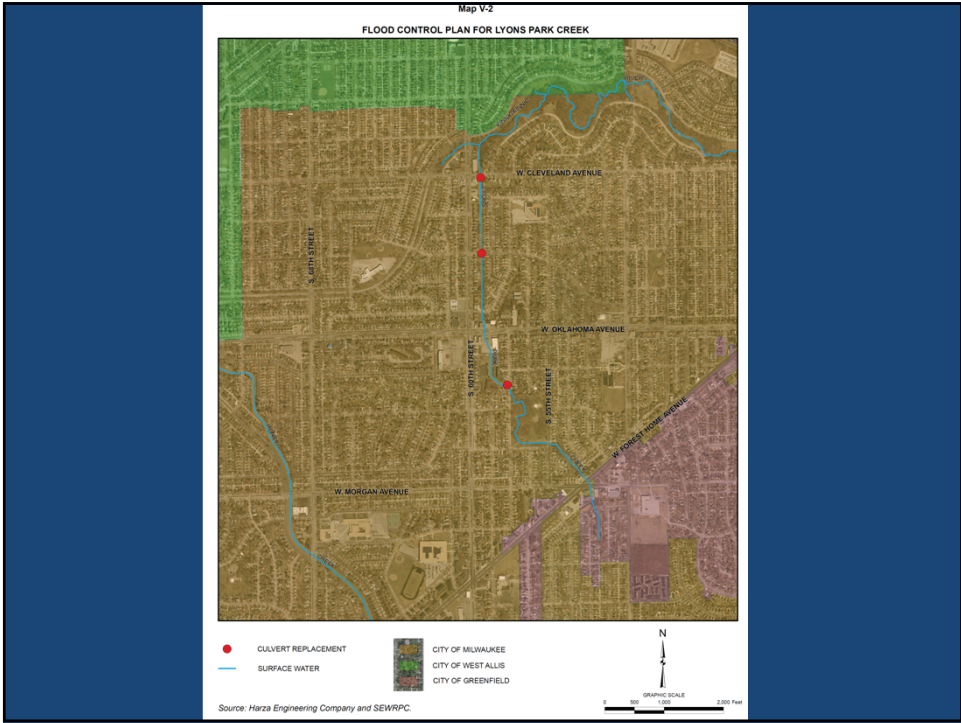 Map V-2
FLOOD CONTROL PLAN FOR LYONS PARK CREEK
W. CLEVELAND AVENUE
S. 68TH STREET
W. OKLAHOMA AVENUE
S. 60TH STREET
S. 55TH STREET
W. FOREST HOME AVENUE
W. MORGAN AVENUE
CULVERT REPLACEMENT
SURFACE WATER
CITY OF MILWAUKEE
CITY OF WEST ALLIS
CITY OF GREENFIELD
N
GRAPHIC SCALE
0 500 1,000 2,000 Feet
Source: Harza Engineering Company and SEWRPC.